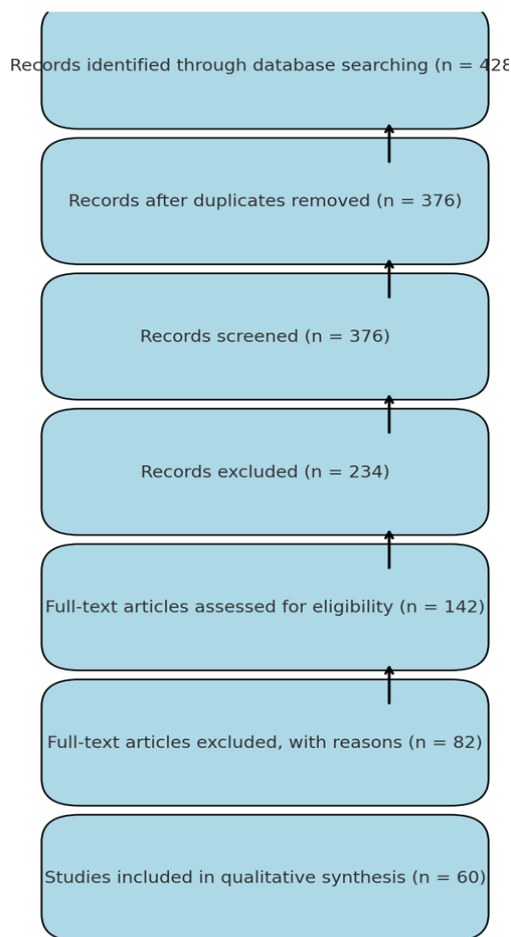 Records identified through database searching (n = 428
Records after duplicates removed (n = 376)
Records screened (n = 376)
Records excluded (n = 234)
Full-text articles assessed for eligibility (n = 142)
Full-text articles excluded, with reasons (n = 82)
Studies included in qualitative synthesis (n = 60)